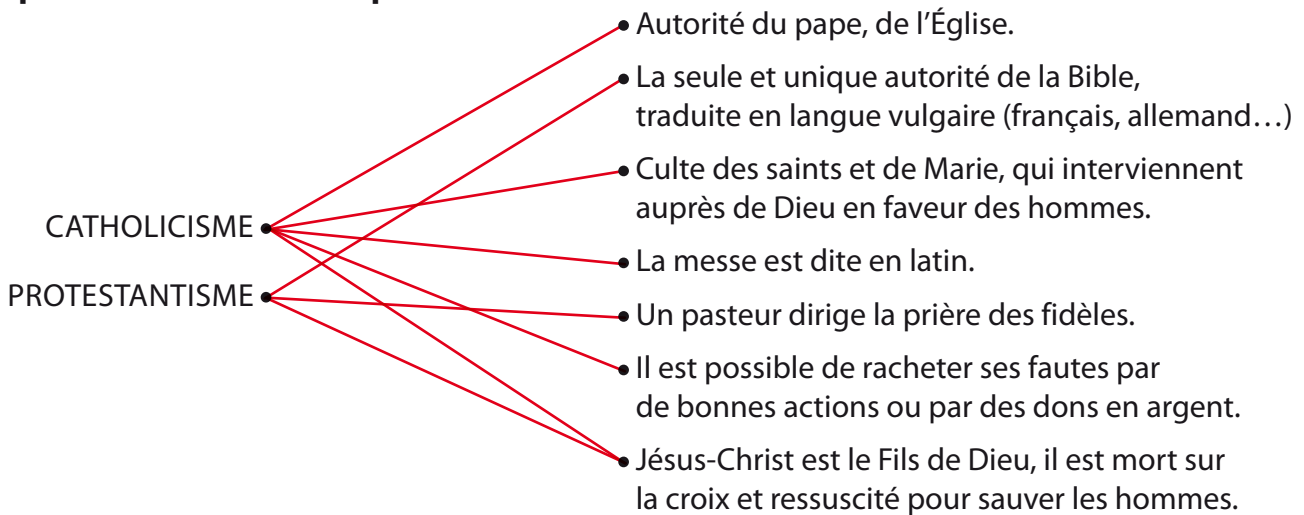 Autorité du pape, de l'Église.
La seule et unique autorité de la Bible,
traduite en langue vulgaire (français, allemand…)
Culte des saints et de Marie, qui interviennent
auprès de Dieu en faveur des hommes.
CATHOLICISME
La messe est dite en latin.
PROTESTANTISME
Un pasteur dirige la prière des fidèles.
Il est possible de racheter ses fautes par
de bonnes actions ou par des dons en argent.
Jésus-Christ est le Fils de Dieu, il est mort sur
la croix et ressuscité pour sauver les hommes.